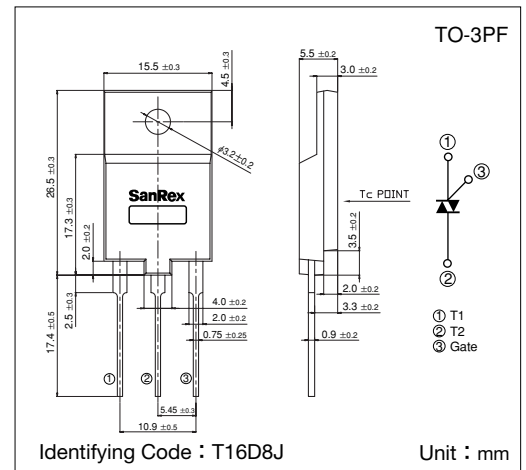 TO-3PF
15.5 ±0.3
4.5 ±0.3
5.5 ±0.2
3.0 ±0.2
φ3.2±0.2
26.5 ±0.3
17.3 ±0.3
2.0 ±0.2
SanRex
Tc POINT
3.5 ±0.2
①
③
②
2.5 ±0.3
17.4 ±0.5
4.0 ±0.2
2.0 ±0.2
0.75 ±0.25
2.0 ±0.2
3.3 ±0.2
0.9 ±0.2
① T1
② T2
③ Gate
① ② ③
5.45 ±0.3
10.9 ±0.5
Identifying Code：T16D8J
Unit：mm